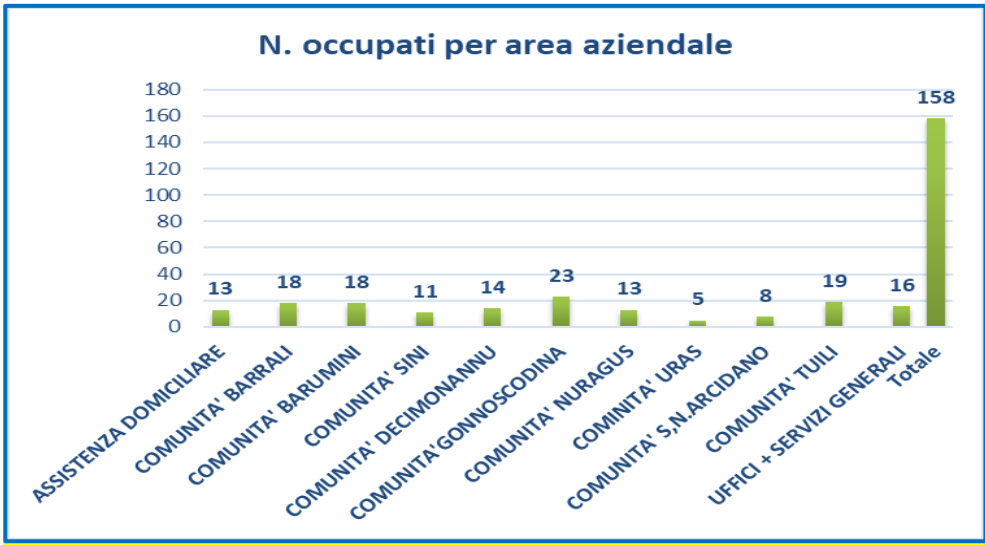 N. occupati per area aziendale
180
160
140
120
100
80
60
40
20
0
13
18
18
11
14
23
13
5
8
19
16
158
ASSISTENZA DOMICILIARE
COMUNITA' BARRALI
COMUNITA' BARUMINI
COMUNITA' SINI
COMUNITA' DECIMONANNU
COMUNITA'GONNOSCODINA
COMUNITA' NURAGUS
COMINITA' URAS
COMUNITA' S,N.ARCIDANO
COMUNITA' TUILI
UFFICI + SERVIZI GENERALI
Totale